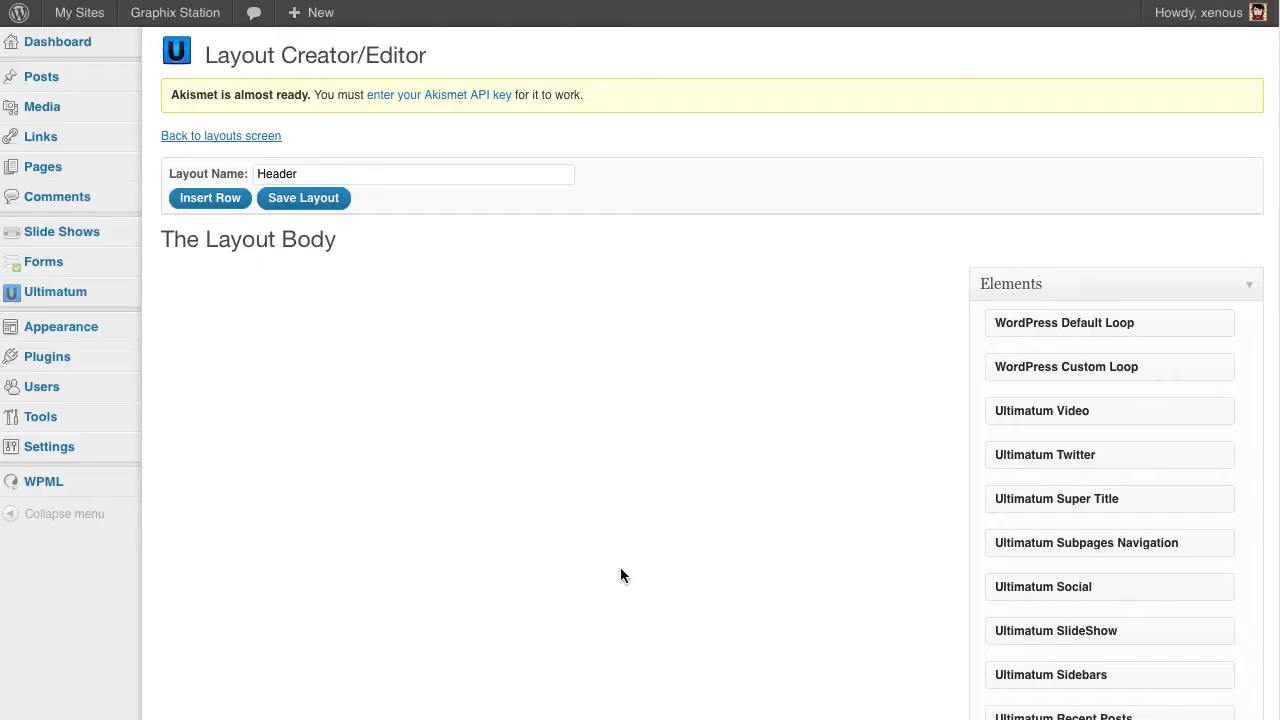 My Sites Graphix Station New Howdy, xenous
Dashboard
Posts
Media
Links
Pages
Comments
Slide Shows
Forms
Ultimatum
Appearance
Plugins
Users
Tools
Settings
WPML
Collapse menu
U Layout Creator/Editor
Akismet is almost ready. You must enter your Akismet API key for it to work.
Back to layouts screen
Layout Name: Header
Insert Row Save Layout
The Layout Body
Elements
WordPress Default Loop
WordPress Custom Loop
Ultimatum Video
Ultimatum Twitter
Ultimatum Super Title
Ultimatum Subpages Navigation
Ultimatum Social
Ultimatum SlideShow
Ultimatum Sidebars
Ultimatum Recent Posts